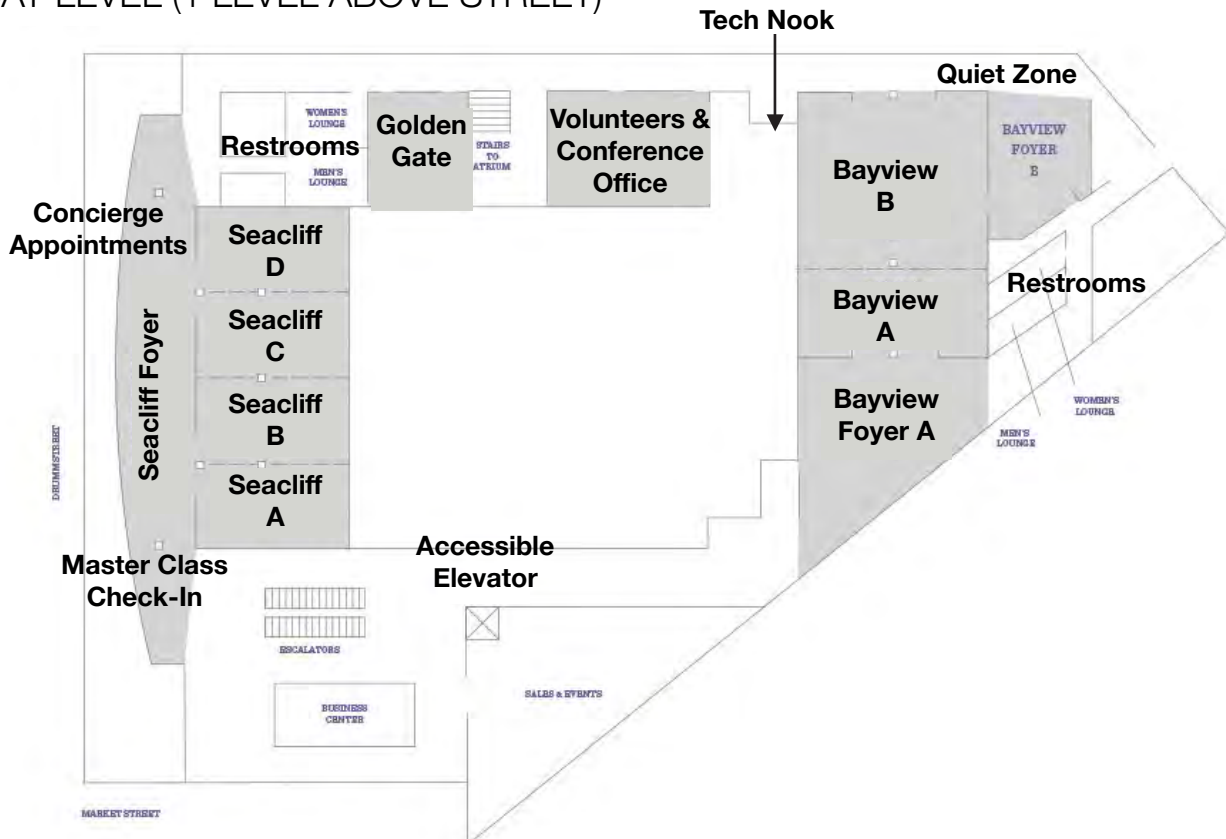 AT LEVEL (1 LEVEL ABOVE STREET)
Tech Nook
Quiet Zone
WOMEN'S
LOUNGE
Restrooms
MEN'S
LOUNGE
Golden
Gate
STAIRS
TO
ATRIUM
Volunteers &
Conference
Office
Bayview
B
BAYVIEW
FOYER
B
Concierge
Appointments
Seacliff
D
Seacliff
C
Seacliff
B
Seacliff
A
Seacliff Foyer
DRUMM STREET
Bayview
A
Restrooms
Bayview
Foyer A
WOMEN'S
LOUNGE
MEN'S
LOUNGE
Master Class
Check-In
Accessible
Elevator
ESCALATORS
BUSINESS
CENTER
SALES & EVENTS
MARKET STREET